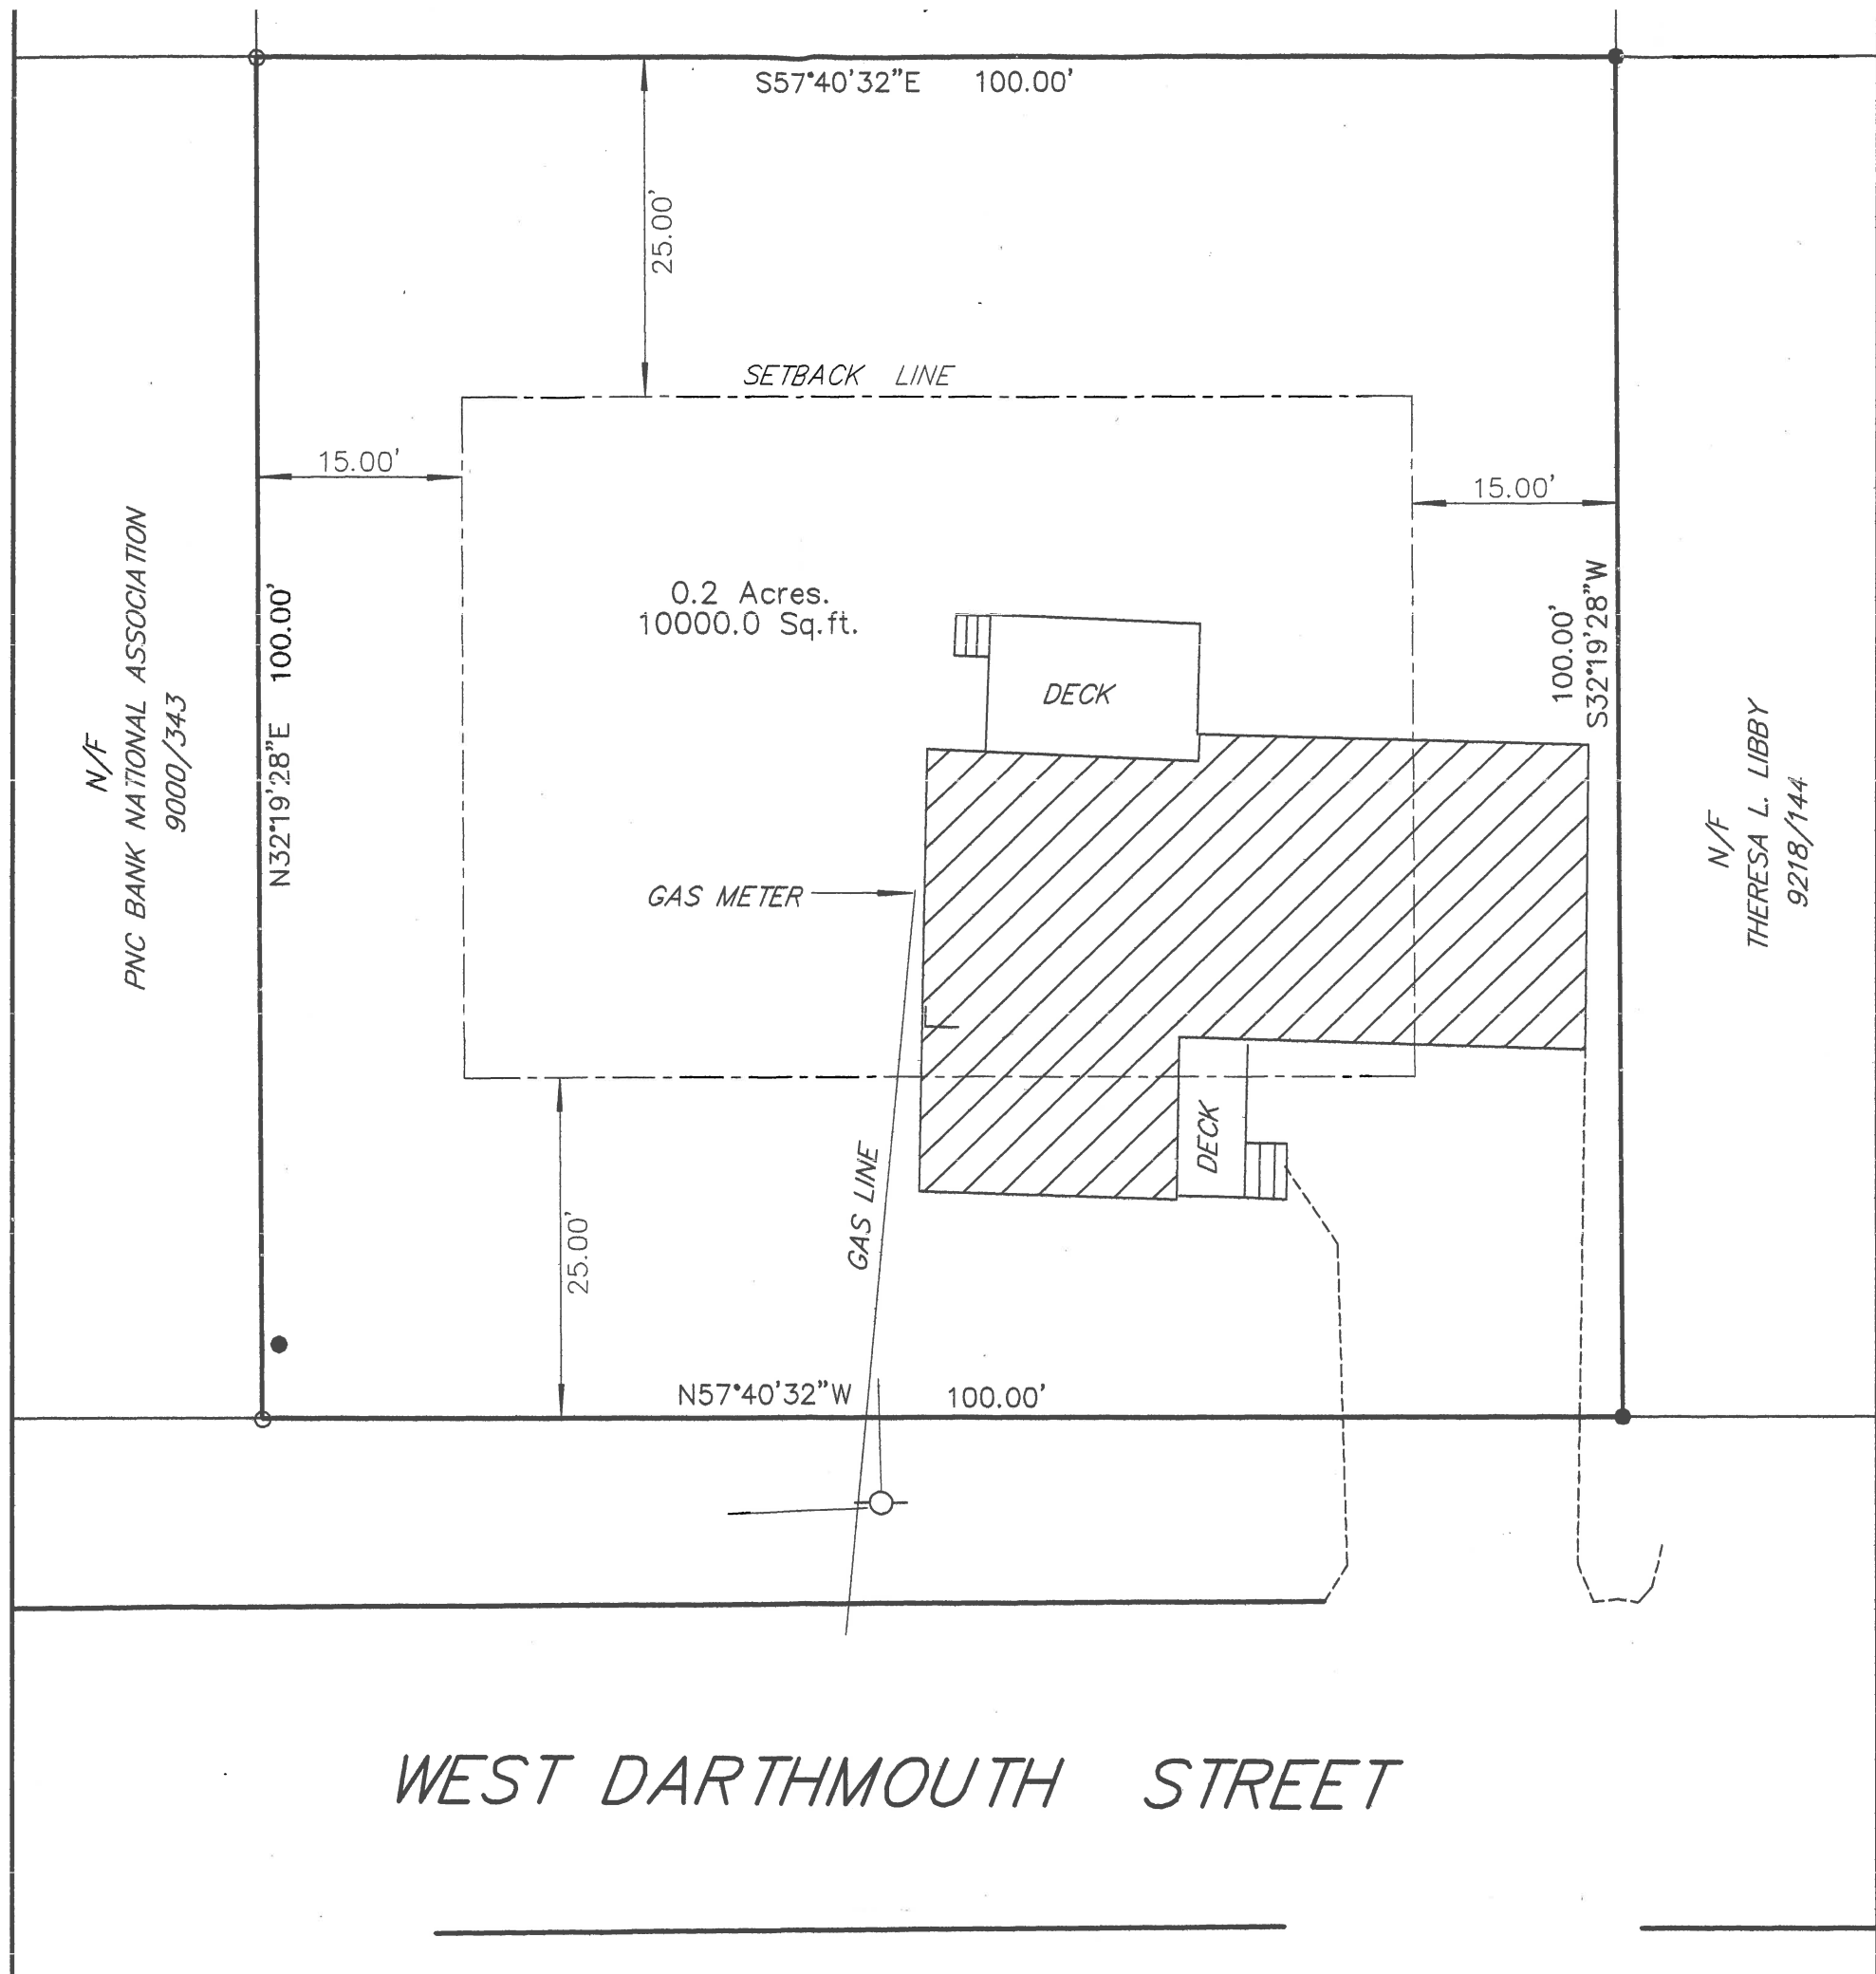 S57°40'32"E 100.00'
25.00'
SETBACK LINE
15.00'
15.00'
N/F
PNC BANK NATIONAL ASSOCIATION
9000/343
N32°19'28"E 100.00'
0.2 Acres.
10000.0 Sq.ft.
DECK
100.00'
S32°19'28"W
N/F
THERESA L. LIBBY
9218/144
GAS METER
DECK
GAS LINE
25.00'
N57°40'32"W 100.00'
WEST DARTHMOUTH STREET